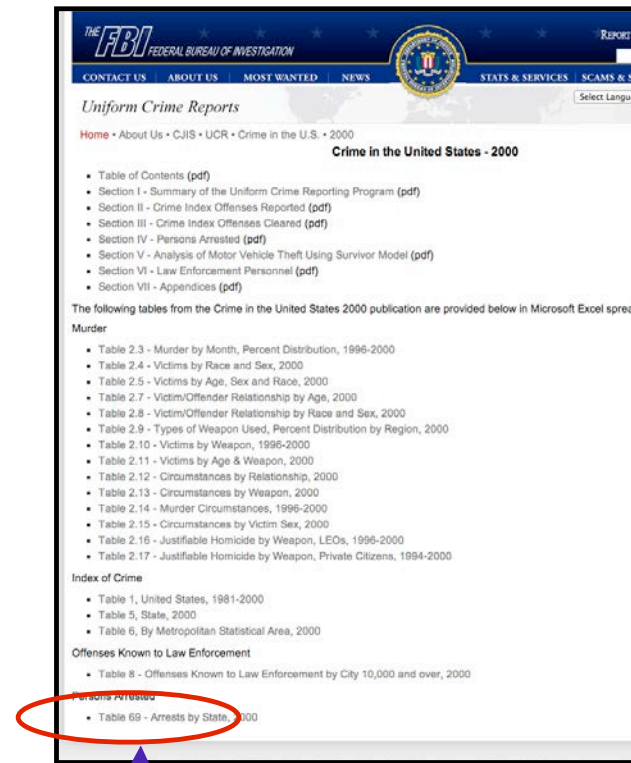 THE FBI FEDERAL BUREAU OF INVESTIGATION
REPORT
CONTACT US | ABOUT US | MOST WANTED | NEWS STATS & SERVICES | SCAMS & S
Select Langu
Uniform Crime Reports
Home • About Us • CJIS • UCR • Crime in the U.S. • 2000
Crime in the United States - 2000
▪ Table of Contents (pdf)
▪ Section I - Summary of the Uniform Crime Reporting Program (pdf)
▪ Section II - Crime Index Offenses Reported (pdf)
▪ Section III - Crime Index Offenses Cleared (pdf)
▪ Section IV - Persons Arrested (pdf)
▪ Section V - Analysis of Motor Vehicle Theft Using Survivor Model (pdf)
▪ Section VI - Law Enforcement Personnel (pdf)
▪ Section VII - Appendices (pdf)
The following tables from the Crime in the United States 2000 publication are provided below in Microsoft Excel sprea
Murder
▪ Table 2.3 - Murder by Month, Percent Distribution, 1996-2000
▪ Table 2.4 - Victims by Race and Sex, 2000
▪ Table 2.5 - Victims by Age, Sex and Race, 2000
▪ Table 2.7 - Victim/Offender Relationship by Age, 2000
▪ Table 2.8 - Victim/Offender Relationship by Race and Sex, 2000
▪ Table 2.9 - Types of Weapon Used, Percent Distribution by Region, 2000
▪ Table 2.10 - Victims by Weapon, 1996-2000
▪ Table 2.11 - Victims by Age & Weapon, 2000
▪ Table 2.12 - Circumstances by Relationship, 2000
▪ Table 2.13 - Circumstances by Weapon, 2000
▪ Table 2.14 - Murder Circumstances, 1996-2000
▪ Table 2.15 - Circumstances by Victim Sex, 2000
▪ Table 2.16 - Justifiable Homicide by Weapon, LEOs, 1996-2000
▪ Table 2.17 - Justifiable Homicide by Weapon, Private Citizens, 1994-2000
Index of Crime
▪ Table 1, United States, 1981-2000
▪ Table 5, State, 2000
▪ Table 6, By Metropolitan Statistical Area, 2000
Offenses Known to Law Enforcement
▪ Table 8 - Offenses Known to Law Enforcement by City 10,000 and over, 2000
Persons Arrested
▪ Table 69 - Arrests by State, 2000